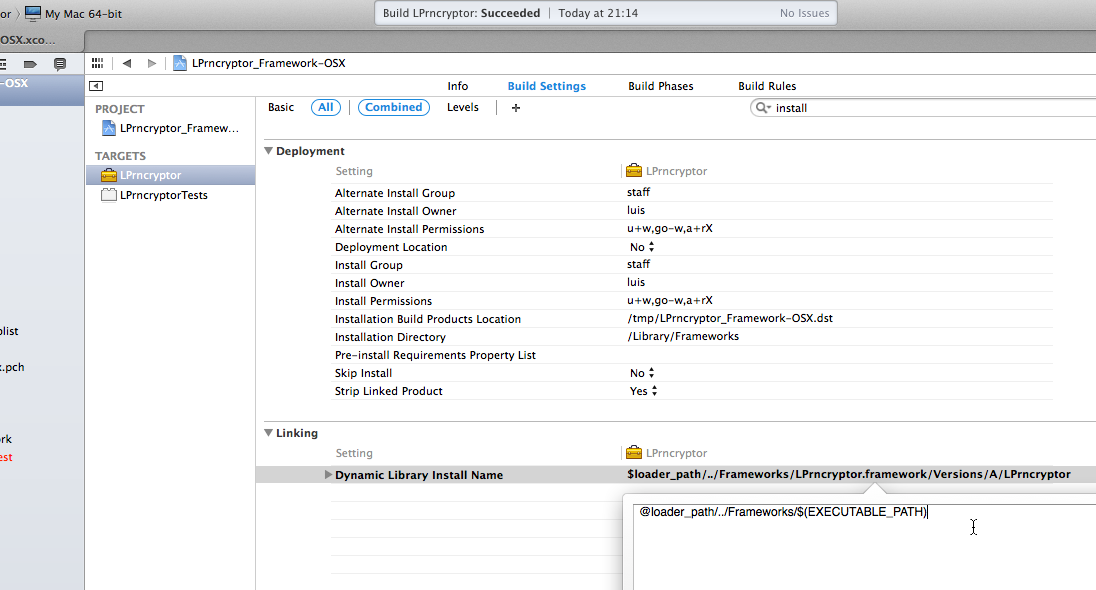 or My Mac 64-bit
Build LPrncryptor: Succeeded | Today at 21:14 No Issues
OSX.xco...
LPrncryptor_Framework-OSX
-OSX
Info Build Settings Build Phases Build Rules
Basic All Combined Levels + install
PROJECT
LPrncryptor_Framew...
TARGETS
LPrncryptor
LPrncryptorTests
Deployment
Setting LPrncryptor
Alternate Install Group staff
Alternate Install Owner luis
Alternate Install Permissions u+w,go-w,a+rX
Deployment Location No
Install Group staff
Install Owner luis
Install Permissions u+w,go-w,a+rX
Installation Build Products Location /tmp/LPrncryptor_Framework-OSX.dst
Installation Directory /Library/Frameworks
Pre-install Requirements Property List
Skip Install No
Strip Linked Product Yes
plist
x.pch
ork
est
Linking
Setting LPrncryptor
Dynamic Library Install Name $loader_path/../Frameworks/LPrncryptor.framework/Versions/A/LPrncryptor
@loader_path/../Frameworks/$(EXECUTABLE_PATH)